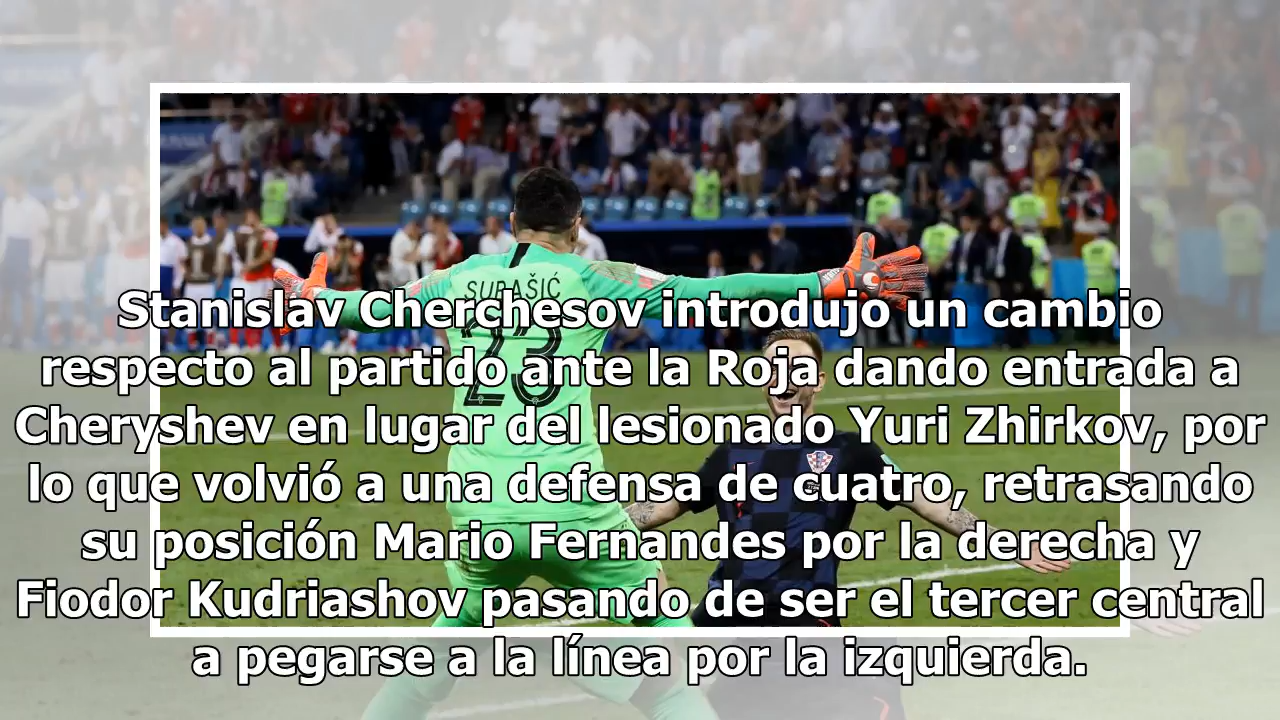 SUBAŠIĆ
23
Stanislav Cherchesov introdujo un cambio
respecto al partido ante la Roja dando entrada a
Cheryshev en lugar del lesionado Yuri Zhirkov, por
lo que volvió a una defensa de cuatro, retrasando
su posición Mario Fernandes por la derecha y
Fiodor Kudriashov pasando de ser el tercer central
a pegarse a la línea por la izquierda.